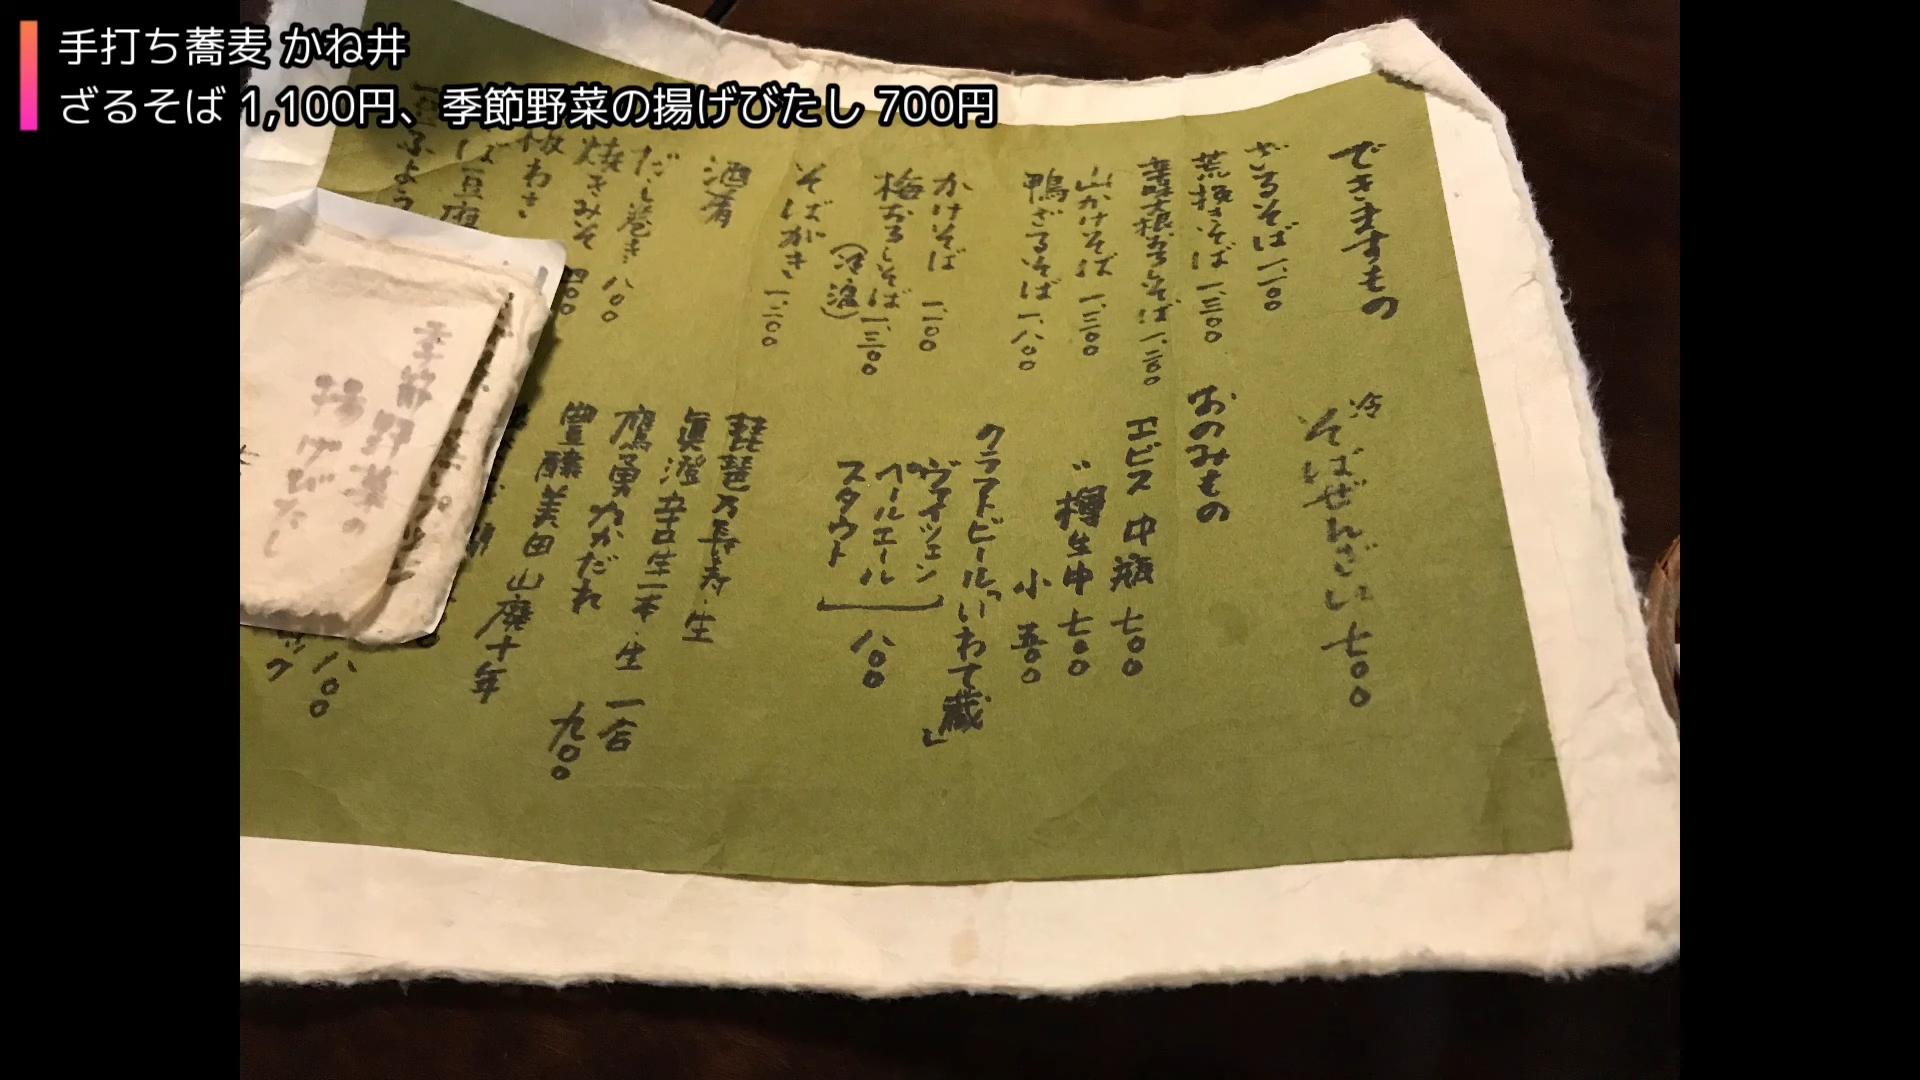 手打ち蕎麦 かね井
ざるそば 1,100円、季節野菜の揚げびたし 700円
できますもの
ざるそば 一、一〇〇
荒挽きそば 一、三〇〇
辛味大根おろしそば 一、三〇〇
山かけそば 一、三〇〇
鴨ざるそば 一、八〇〇
かけそば 一、一〇〇
梅おろしそば 一、三〇〇
そばがき
酒肴
だし巻き 八〇〇
焼きみそ 四〇〇
板わさ
冷
そばぜんざい 七〇〇
おのみもの
エビス 中瓶 七〇〇
〃 樽生中 七〇〇
小 五〇〇
クラフトビール「いわて蔵」
ヴァイツェン
ペールエール
スタウト
八〇〇
琵琶乃長寿・生
眞澄 辛口生一本・生
鷹勇 なかだれ
一合
九〇〇
豊醸美田 山廃十年
八〇〇
季節野菜の
揚げびたし